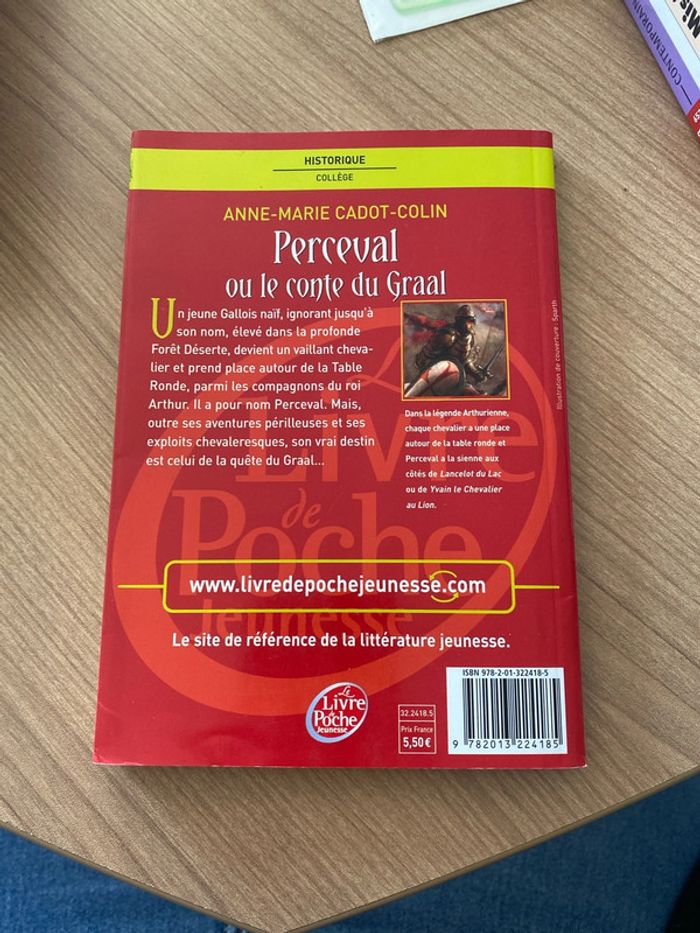 HISTORIQUE
COLLÈGE
ANNE-MARIE CADOT-COLIN
Perceval
ou le conte du Graal
Un jeune Gallois naïf, ignorant jusqu'à
son nom, élevé dans la profonde
Forêt Déserte, devient un vaillant cheva-
lier et prend place autour de la Table
Ronde, parmi les compagnons du roi
Arthur. Il a pour nom Perceval. Mais,
outre ses aventures périlleuses et ses
exploits chevaleresques, son vrai destin
est celui de la quête du Graal...
Dans la légende Arthurienne,
chaque chevalier a une place
autour de la table ronde et
Perceval a la sienne aux
côtés de Lancelot du Lac
ou de Yvain le Chevalier
au Lion.
Illustration de couverture : Sparth
Livre
de
Poche
Jeunesse
www.livredepochejeunesse.com
Le site de référence de la littérature jeunesse.
Le
Livre
de
Poche
Jeunesse
32.2418.5
Prix France
5,50 €
ISBN 978-2-01-322418-5
9 782013 224185
CONTEMPORAIN